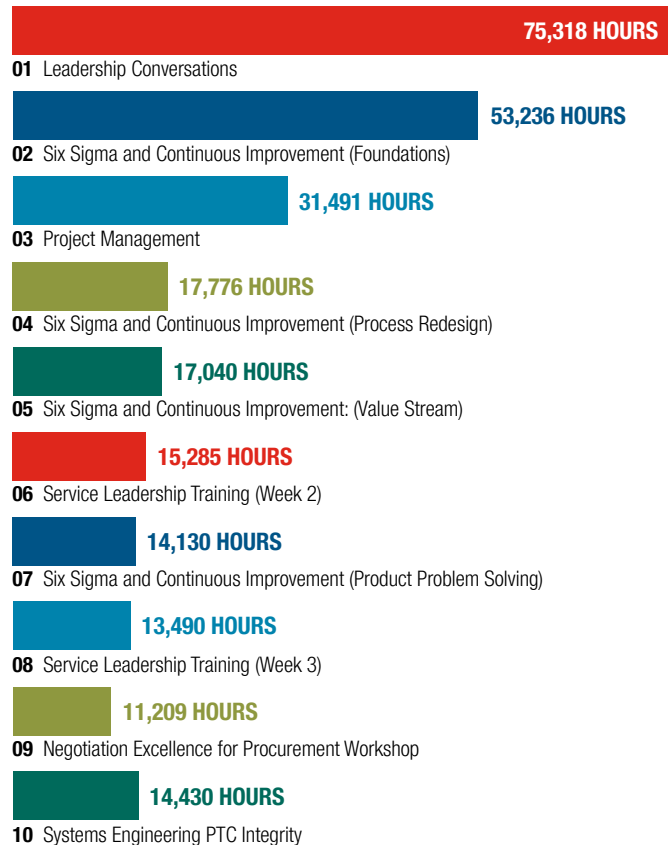 75,318 HOURS
01 Leadership Conversations
53,236 HOURS
02 Six Sigma and Continuous Improvement (Foundations)
31,491 HOURS
03 Project Management
17,776 HOURS
04 Six Sigma and Continuous Improvement (Process Redesign)
17,040 HOURS
05 Six Sigma and Continuous Improvement: (Value Stream)
15,285 HOURS
06 Service Leadership Training (Week 2)
14,130 HOURS
07 Six Sigma and Continuous Improvement (Product Problem Solving)
13,490 HOURS
08 Service Leadership Training (Week 3)
11,209 HOURS
09 Negotiation Excellence for Procurement Workshop
14,430 HOURS
10 Systems Engineering PTC Integrity